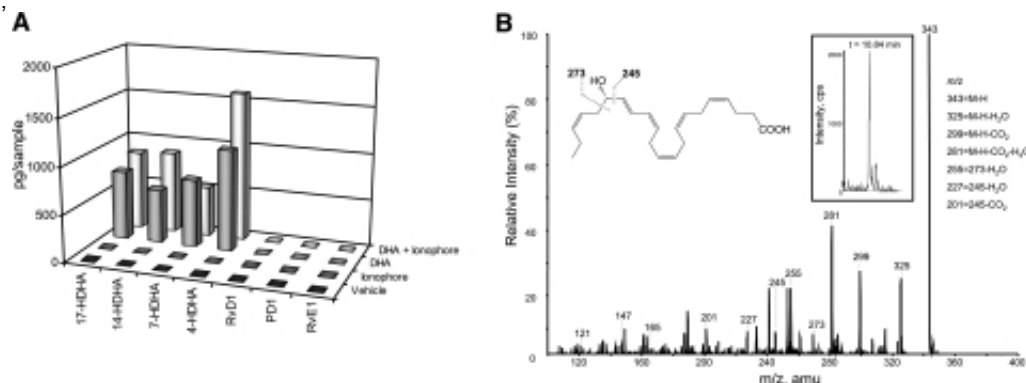 ,
A
2000
1500
1000
500
0
pg/sample
17-HDHA
14-HDHA
7-HDHA
4-HDHA
RvD1
PD1
RvE1
DHA + Ionophore
DHA
Ionophore
Vehicle
B
100
80
60
40
20
0
Relative Intensity (%)
273
HO
245
COOH
t = 10.84 min
Intensity, cps
343
m/z
343=M-H
325=M-H-H₂O
299=M-H-CO₂
281=M-H-CO₂-H₂O
255=273-H₂O
227=245-H₂O
201=245-CO₂
121
147
165
201
227
245
255
273
281
299
325
120
160
200
240
280
320
360
400
m/z, amu